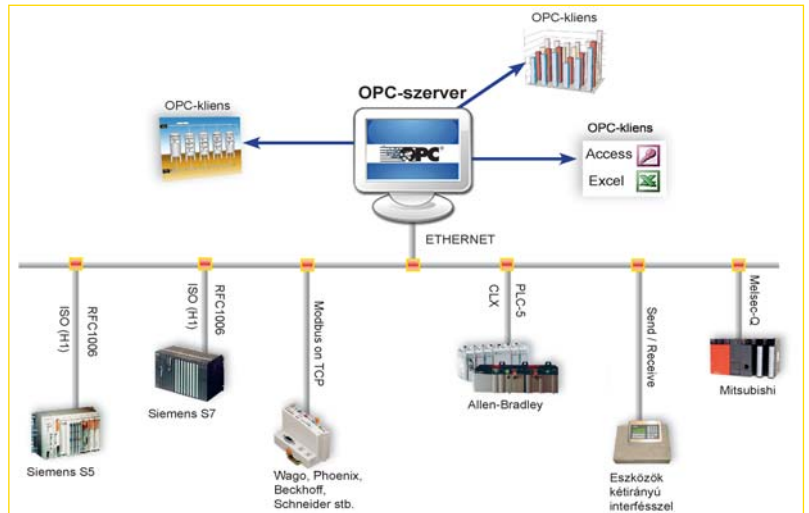 OPC-kliens
OPC-szerver
OPC-kliens
OPC
OPC-kliens
Access
Excel
ETHERNET
RFC1006
ISO (H1)
RFC1006
ISO (H1)
Modbus on TCP
PLC-5
CLX
Send / Receive
Melsec-Q
Siemens S5
Siemens S7
Wago, Phoenix,
Beckhoff,
Schneider stb.
Allen-Bradley
Eszközök
kétirányú
interfésszel
Mitsubishi